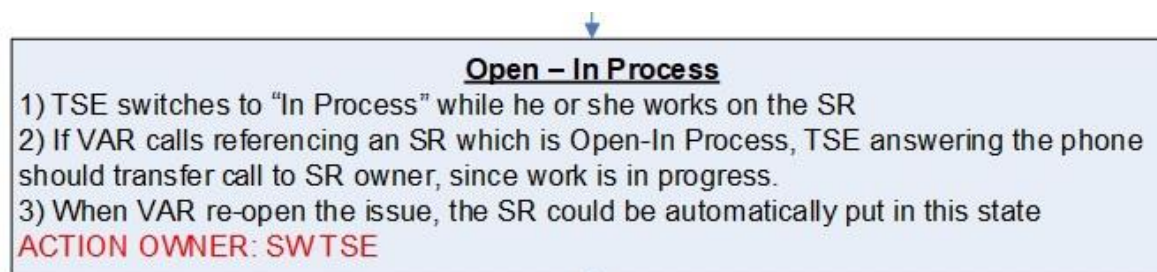 Open – In Process
1) TSE switches to “In Process” while he or she works on the SR
2) If VAR calls referencing an SR which is Open-In Process, TSE answering the phone
should transfer call to SR owner, since work is in progress.
3) When VAR re-open the issue, the SR could be automatically put in this state
ACTION OWNER: SW TSE